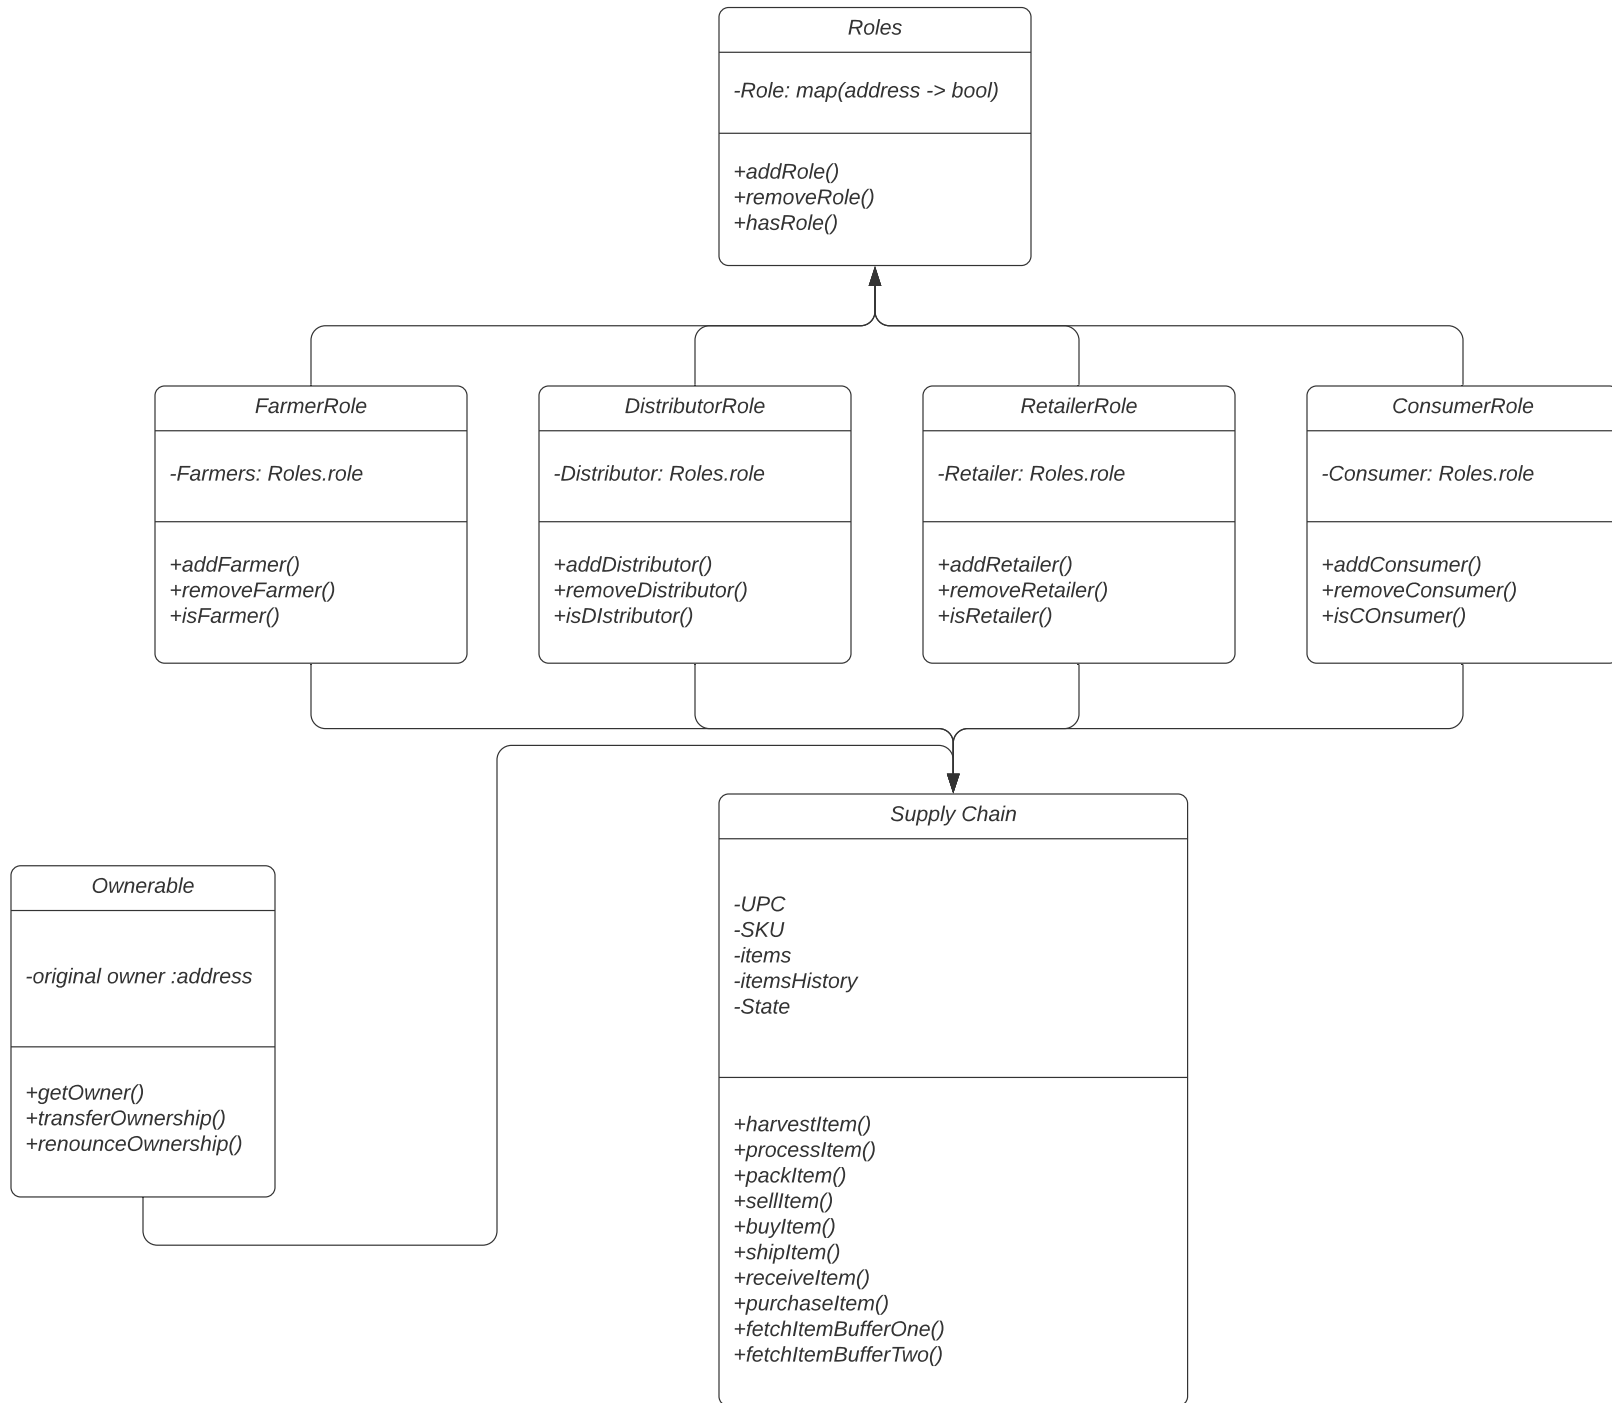 Roles
-Role: map(address -> bool)
+addRole()
+removeRole()
+hasRole()
FarmerRole
-Farmers: Roles.role
+addFarmer()
+removeFarmer()
+isFarmer()
DistributorRole
-Distributor: Roles.role
+addDistributor()
+removeDistributor()
+isDIstributor()
RetailerRole
-Retailer: Roles.role
+addRetailer()
+removeRetailer()
+isRetailer()
ConsumerRole
-Consumer: Roles.role
+addConsumer()
+removeConsumer()
+isCOnsumer()
Ownerable
-original owner :address
+getOwner()
+transferOwnership()
+renounceOwnership()
Supply Chain
-UPC
-SKU
-items
-itemsHistory
-State
+harvestItem()
+processItem()
+packItem()
+sellItem()
+buyItem()
+shipItem()
+receiveItem()
+purchaseItem()
+fetchItemBufferOne()
+fetchItemBufferTwo()